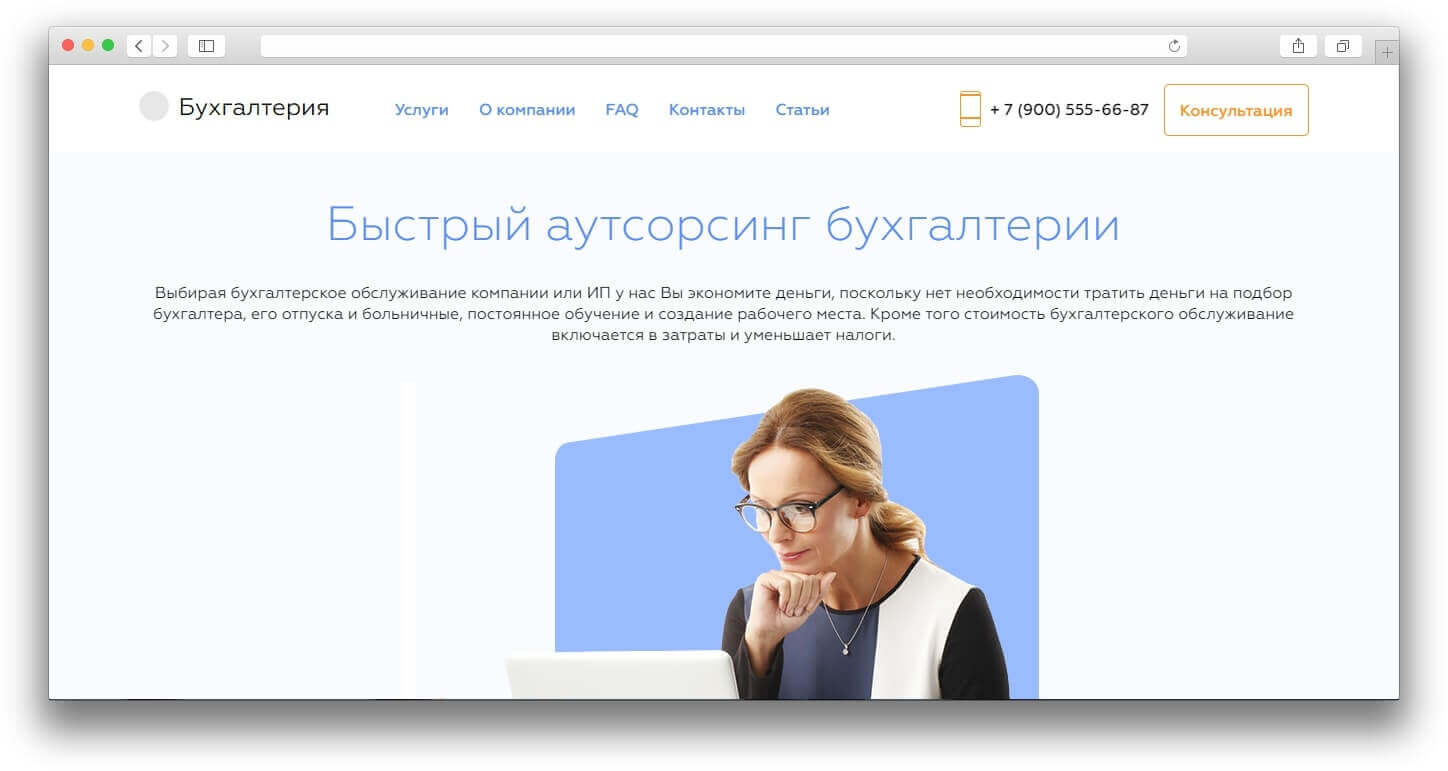 Бухгалтерия
Услуги О компании FAQ Контакты Статьи
+ 7 (900) 555-66-87
Консультация
Быстрый аутсорсинг бухгалтерии
Выбирая бухгалтерское обслуживание компании или ИП у нас Вы экономите деньги, поскольку нет необходимости тратить деньги на подбор
бухгалтера, его отпуска и больничные, постоянное обучение и создание рабочего места. Кроме того стоимость бухгалтерского обслуживание
включается в затраты и уменьшает налоги.